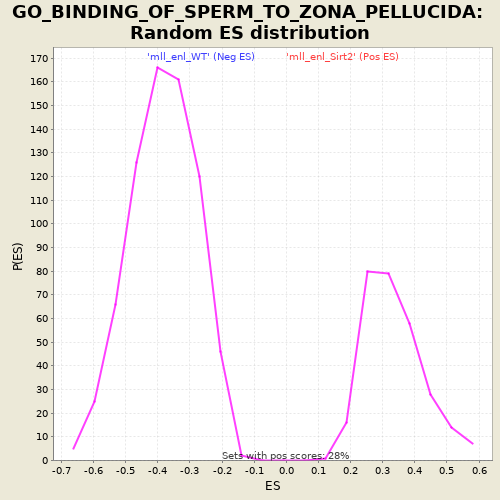 GO_BINDING_OF_SPERM_TO_ZONA_PELLUCIDA:
Random ES distribution
'mll_enl_WT' (Neg ES) 'mll_enl_Sirt2' (Pos ES)
170
160
150
140
130
120
110
100
90
80
70
60
50
40
30
20
10
0
P(ES)
Sets with pos scores: 28%
-0.7 -0.6 -0.5 -0.4 -0.3 -0.2 -0.1 0.0 0.1 0.2 0.3 0.4 0.5 0.6
ES